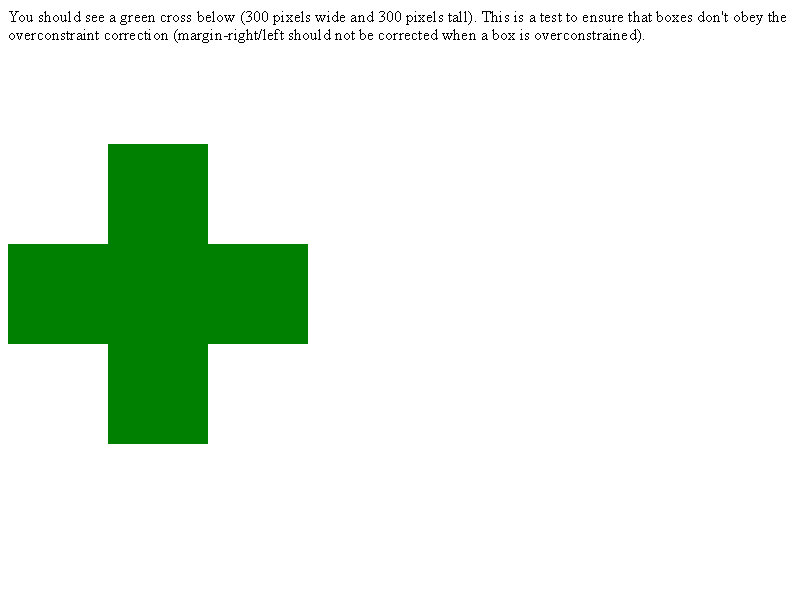 You should see a green cross below (300 pixels wide and 300 pixels tall). This is a test to ensure that boxes don't obey the
overconstraint correction (margin-right/left should not be corrected when a box is overconstrained).